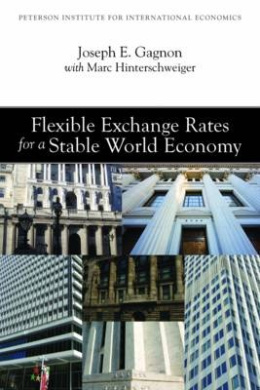 PETERSON INSTITUTE FOR INTERNATIONAL ECONOMICS
Joseph E. Gagnon
with Marc Hinterschweiger
Flexible Exchange Rates
for a Stable World Economy